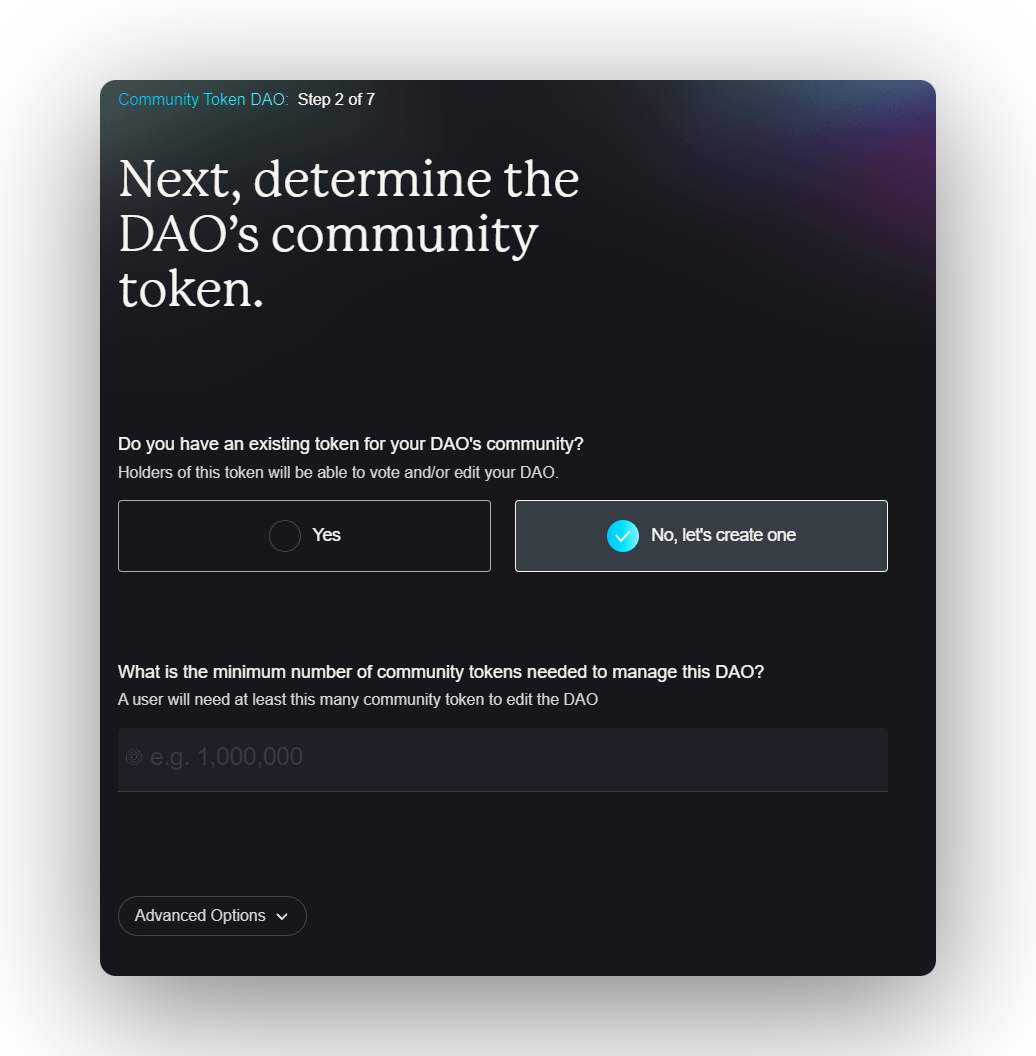 Community Token DAO: Step 2 of 7
Next, determine the
DAO’s community
token.
Do you have an existing token for your DAO's community?
Holders of this token will be able to vote and/or edit your DAO.
Yes
No, let's create one
What is the minimum number of community tokens needed to manage this DAO?
A user will need at least this many community token to edit the DAO
e.g. 1,000,000
Advanced Options